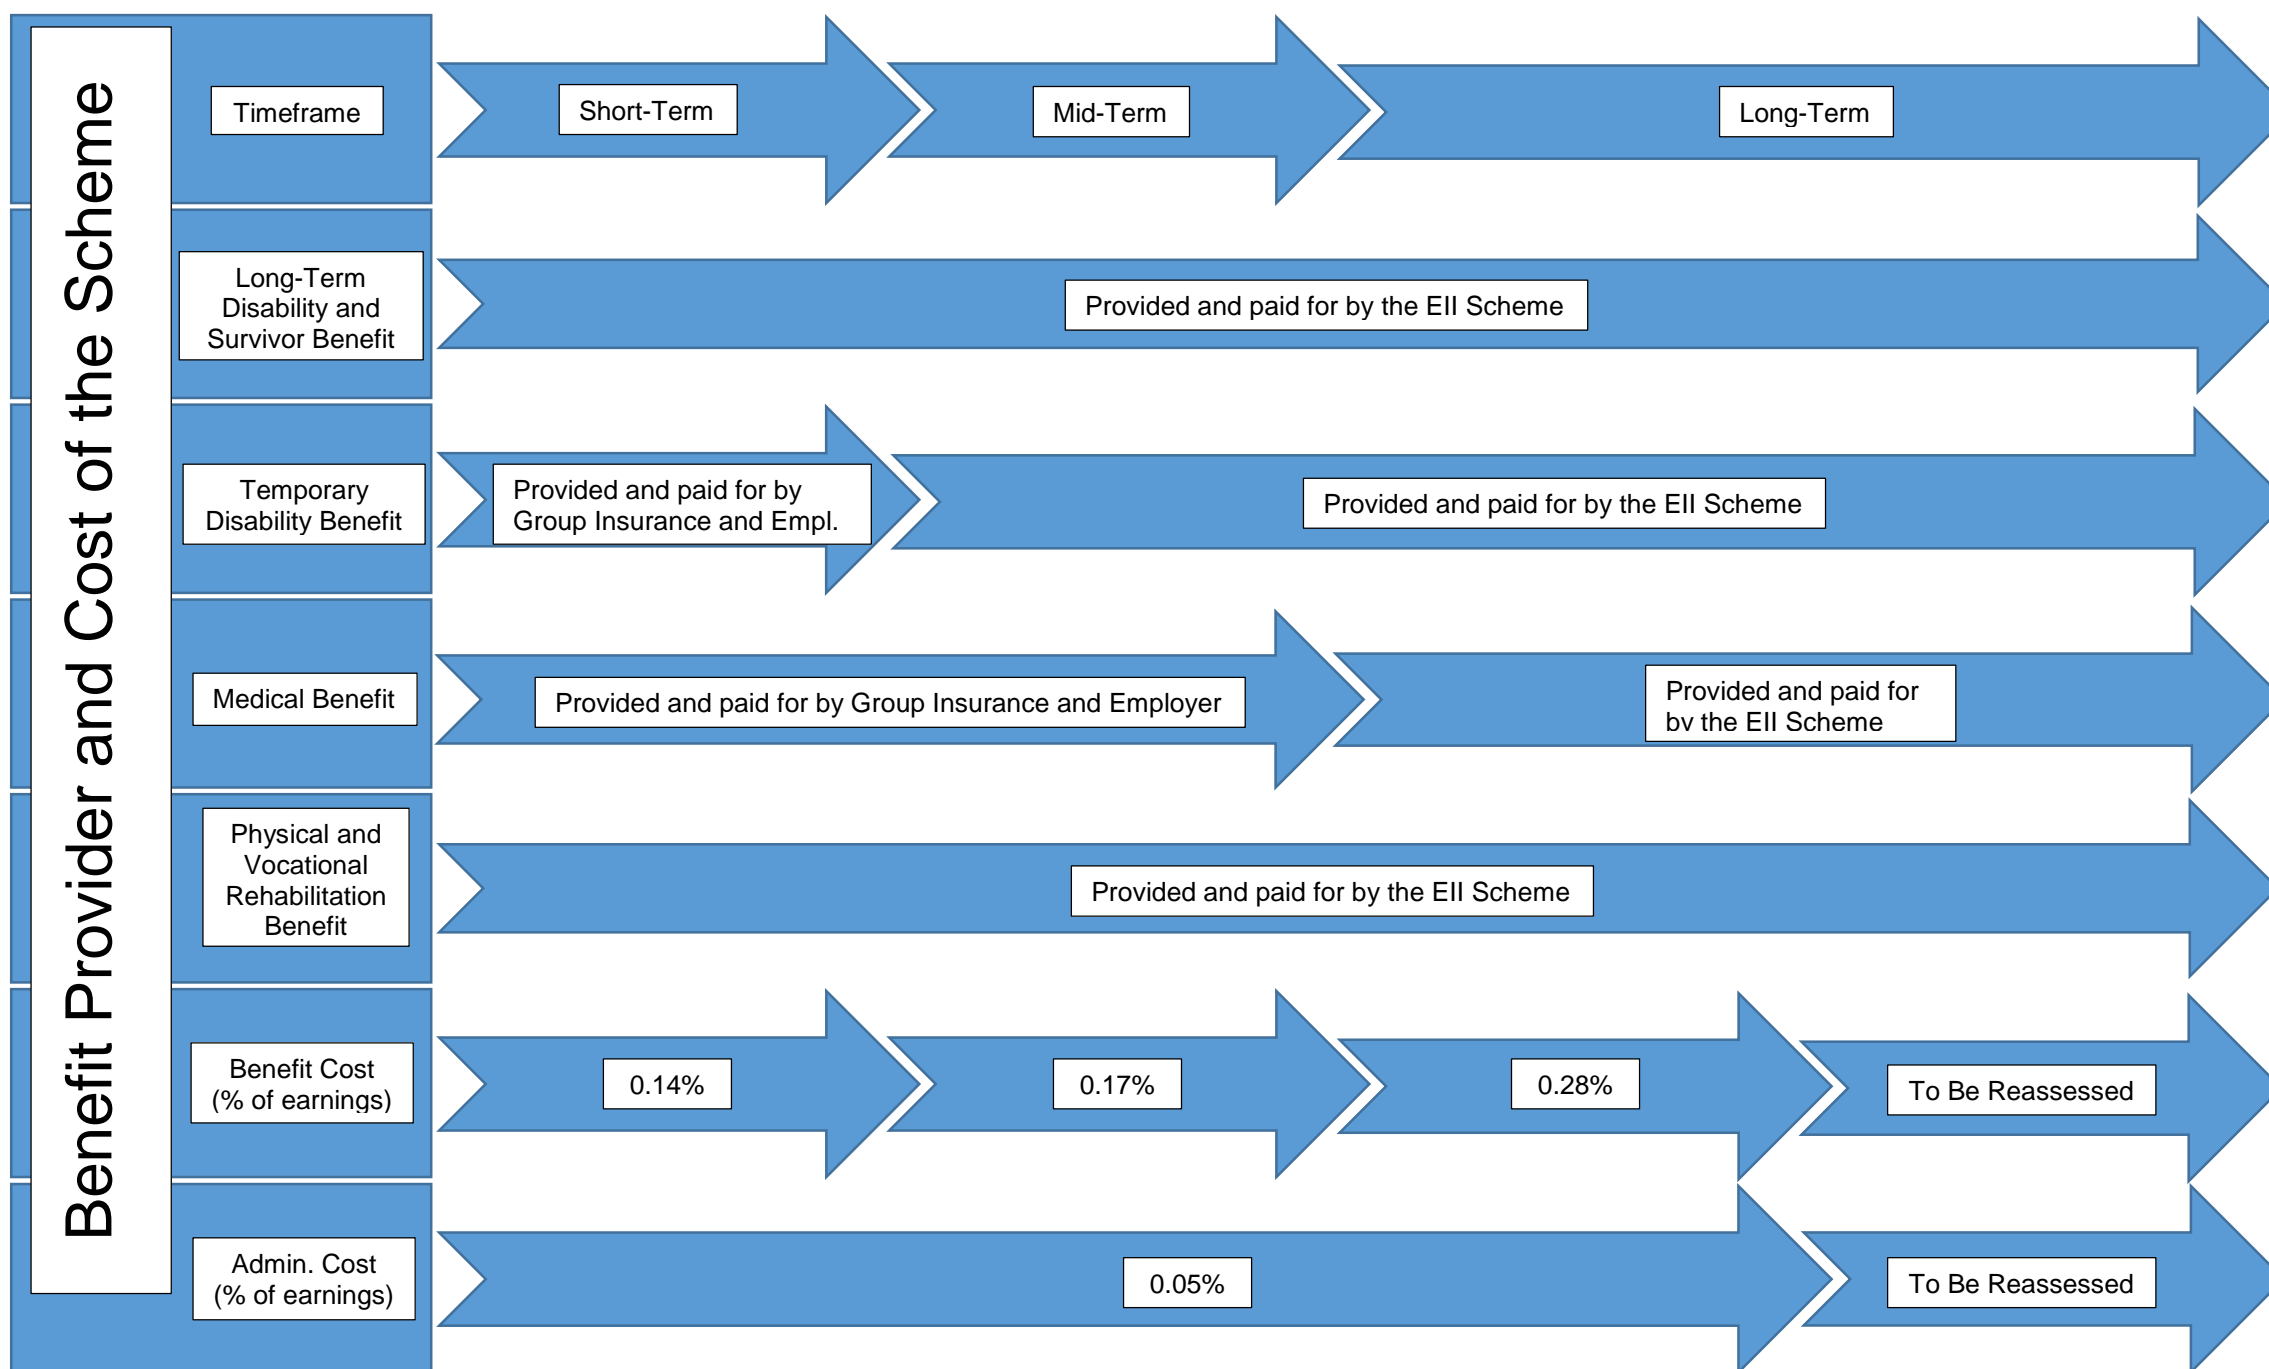 Benefit Provider and Cost of the Scheme
Timeframe
Short-Term
Mid-Term
Long-Term
Long-Term
Disability and
Survivor Benefit
Provided and paid for by the EII Scheme
Temporary
Disability Benefit
Provided and paid for by
Group Insurance and Empl.
Provided and paid for by the EII Scheme
Medical Benefit
Provided and paid for by Group Insurance and Employer
Provided and paid for
by the EII Scheme
Physical and
Vocational
Rehabilitation
Benefit
Provided and paid for by the EII Scheme
Benefit Cost
(% of earnings)
0.14%
0.17%
0.28%
To Be Reassessed
Admin. Cost
(% of earnings)
0.05%
To Be Reassessed